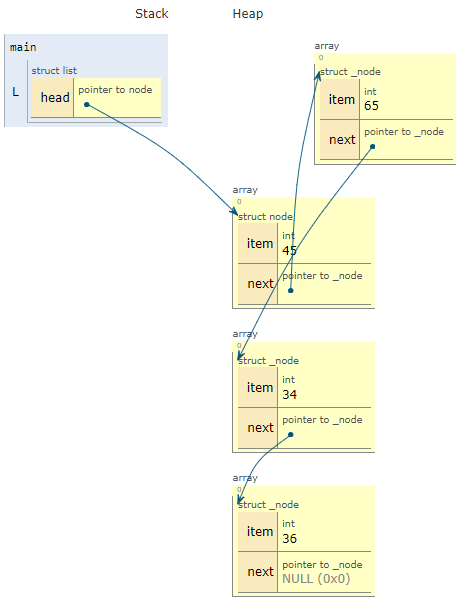 Stack Heap
main
L
struct list
head
pointer to node
array
0
struct _node
item
int
65
next
pointer to _node
array
0
struct node
item
int
45
next
pointer to _node
array
0
struct _node
item
int
34
next
pointer to _node
array
0
struct _node
item
int
36
next
pointer to _node
NULL (0x0)